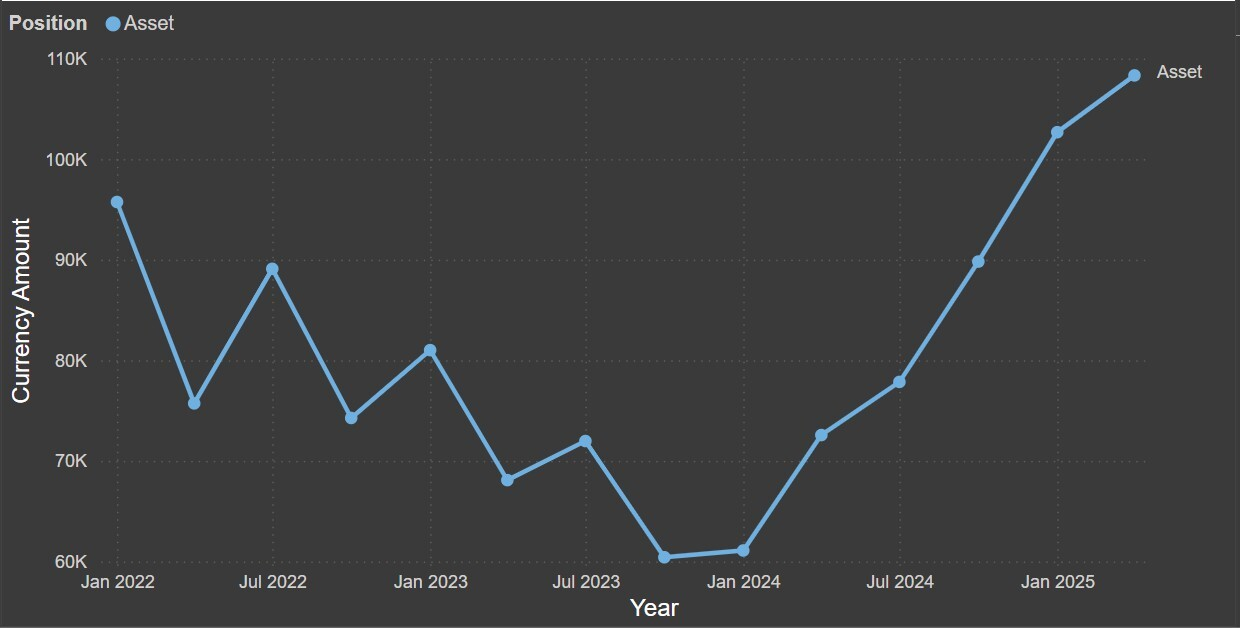 Position Asset
110K
Asset
100K
90K
80K
70K
60K
Currency Amount
Jan 2022 Jul 2022 Jan 2023 Jul 2023 Jan 2024 Jul 2024 Jan 2025
Year